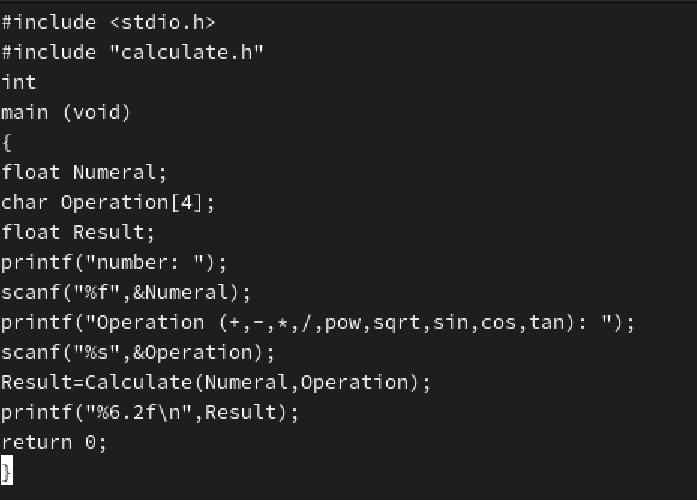 #include <stdio.h>
#include "calculate.h"
int
main (void)
{
float Numeral;
char Operation[4];
float Result;
printf("number: ");
scanf("%f",&Numeral);
printf("Operation (+,-,*,/,pow,sqrt,sin,cos,tan): ");
scanf("%s",&Operation);
Result=Calculate(Numeral,Operation);
printf("%6.2f\n",Result);
return 0;
}